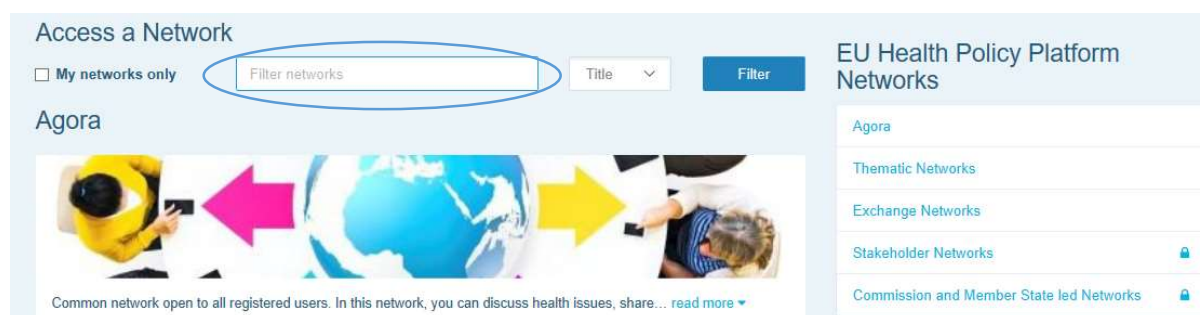 Access a Network
My networks only
Filter networks
Title
Filter
Agora
Common network open to all registered users. In this network, you can discuss health issues, share… read more
EU Health Policy Platform
Networks
Agora
Thematic Networks
Exchange Networks
Stakeholder Networks
Commission and Member State led Networks